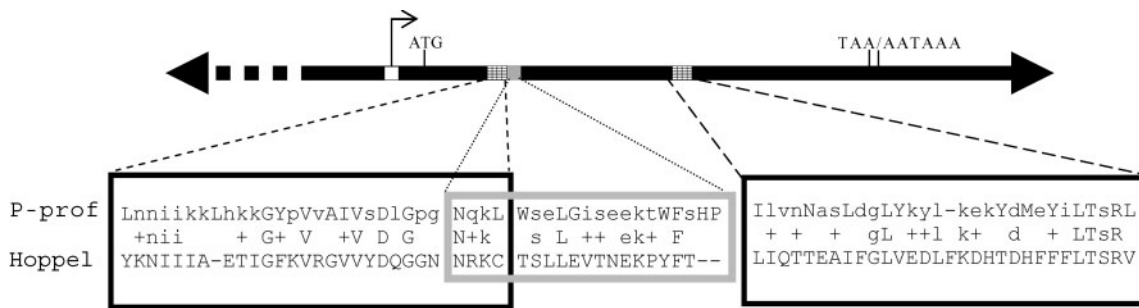 ATG TAA/AATAAA
P-prof LnniikkLhkkGYpVvAIVsDlGpg NqkL WseLGiseektWFsHP IlvnNasLdgLYkyl-kekYdMeYiLTsRL
+nii + G+ V +V D G N+k s L ++ ek+ F + + + gL ++l k+ d + LTsR
Hoppel YKNIIIA-ETIGFKVRGVVYDQGGN NRKC TSLLEVTNEKPYFT-- LIQTTEAIFGLVEDLFKDHTDHFFFLTSRV